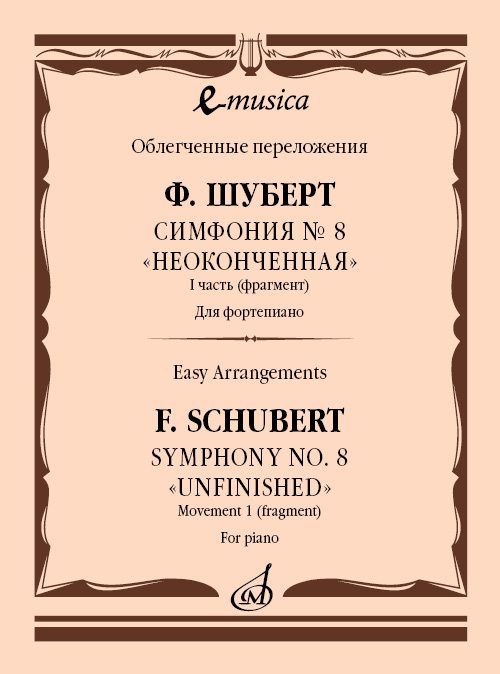 e-musica
Облегченные переложения
Ф. ШУБЕРТ
СИМФОНИЯ № 8
«НЕОКОНЧЕННАЯ»
I часть (фрагмент)
Для фортепиано
Easy Arrangements
F. SCHUBERT
SYMPHONY NO. 8
«UNFINISHED»
Movement 1 (fragment)
For piano
М